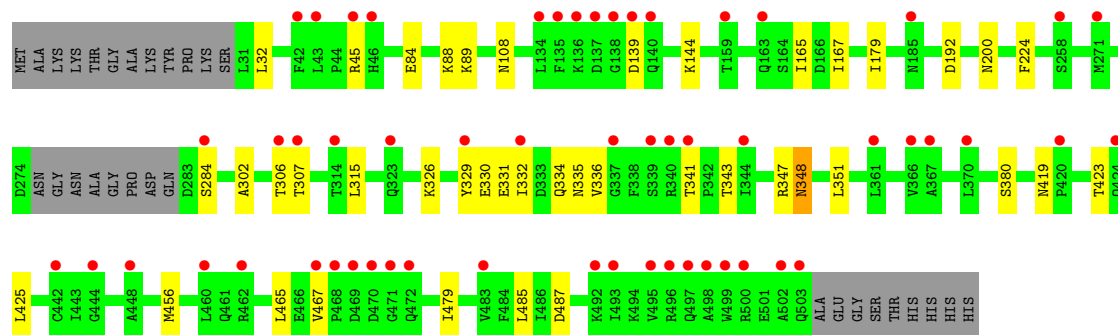 MET ALA LYS LYS THR GLY ALA LYS TYR PRO LYS SER L31 L32 F42 L43 P44 R45 H46 E84 K88 K89 N108 L134 F135 K136 D137 G138 D139 Q140 K144 T159 Q163 S164 I165 D166 I167 I179 N185 D192 N200 F224 S258 M271
D274 ASN GLY ASN ALA GLY PRO ASP GLN D283 S284 A302 T306 T307 T314 L315 Q323 K326 Y329 E330 E331 I332 D333 Q334 N335 V336 G337 F338 S339 R340 T341 P342 T343 I344 R347 N348 L351 L361 V366 A367 L370 S380 N419 P420 T423
L425 C442 I443 G444 A448 M456 L460 Q461 R462 L465 E466 V467 P468 D469 D470 G471 Q472 I479 V483 F484 L485 I486 D487 K492 I493 K494 V495 R496 Q497 A498 W499 R500 E501 A502 Q503 ALA GLU GLY SER THR HIS HIS HIS HIS HIS